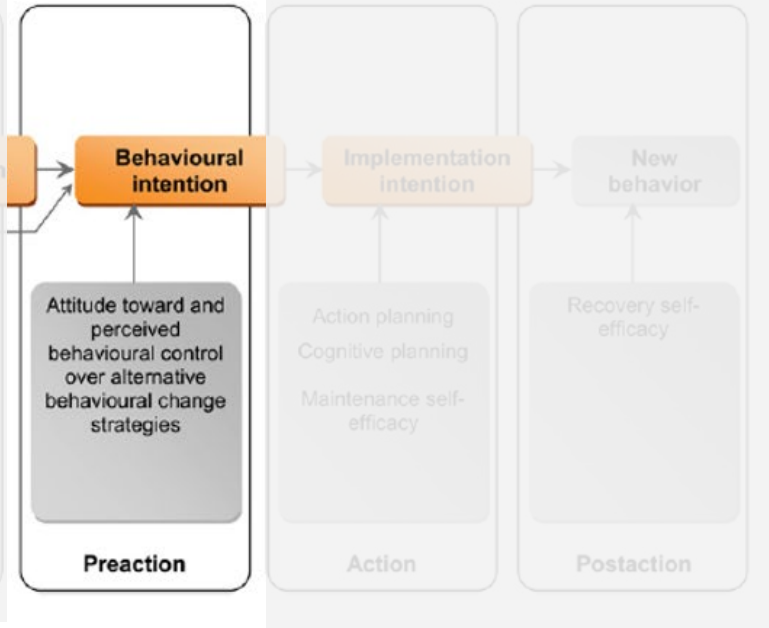 Behavioural
intention
Implementation
intention
New
behavior
Attitude toward and
perceived
behavioural control
over alternative
behavioural change
strategies
Action planning
Cognitive planning
Maintenance self-
efficacy
Recovery self-
efficacy
Preaction
Action
Postaction